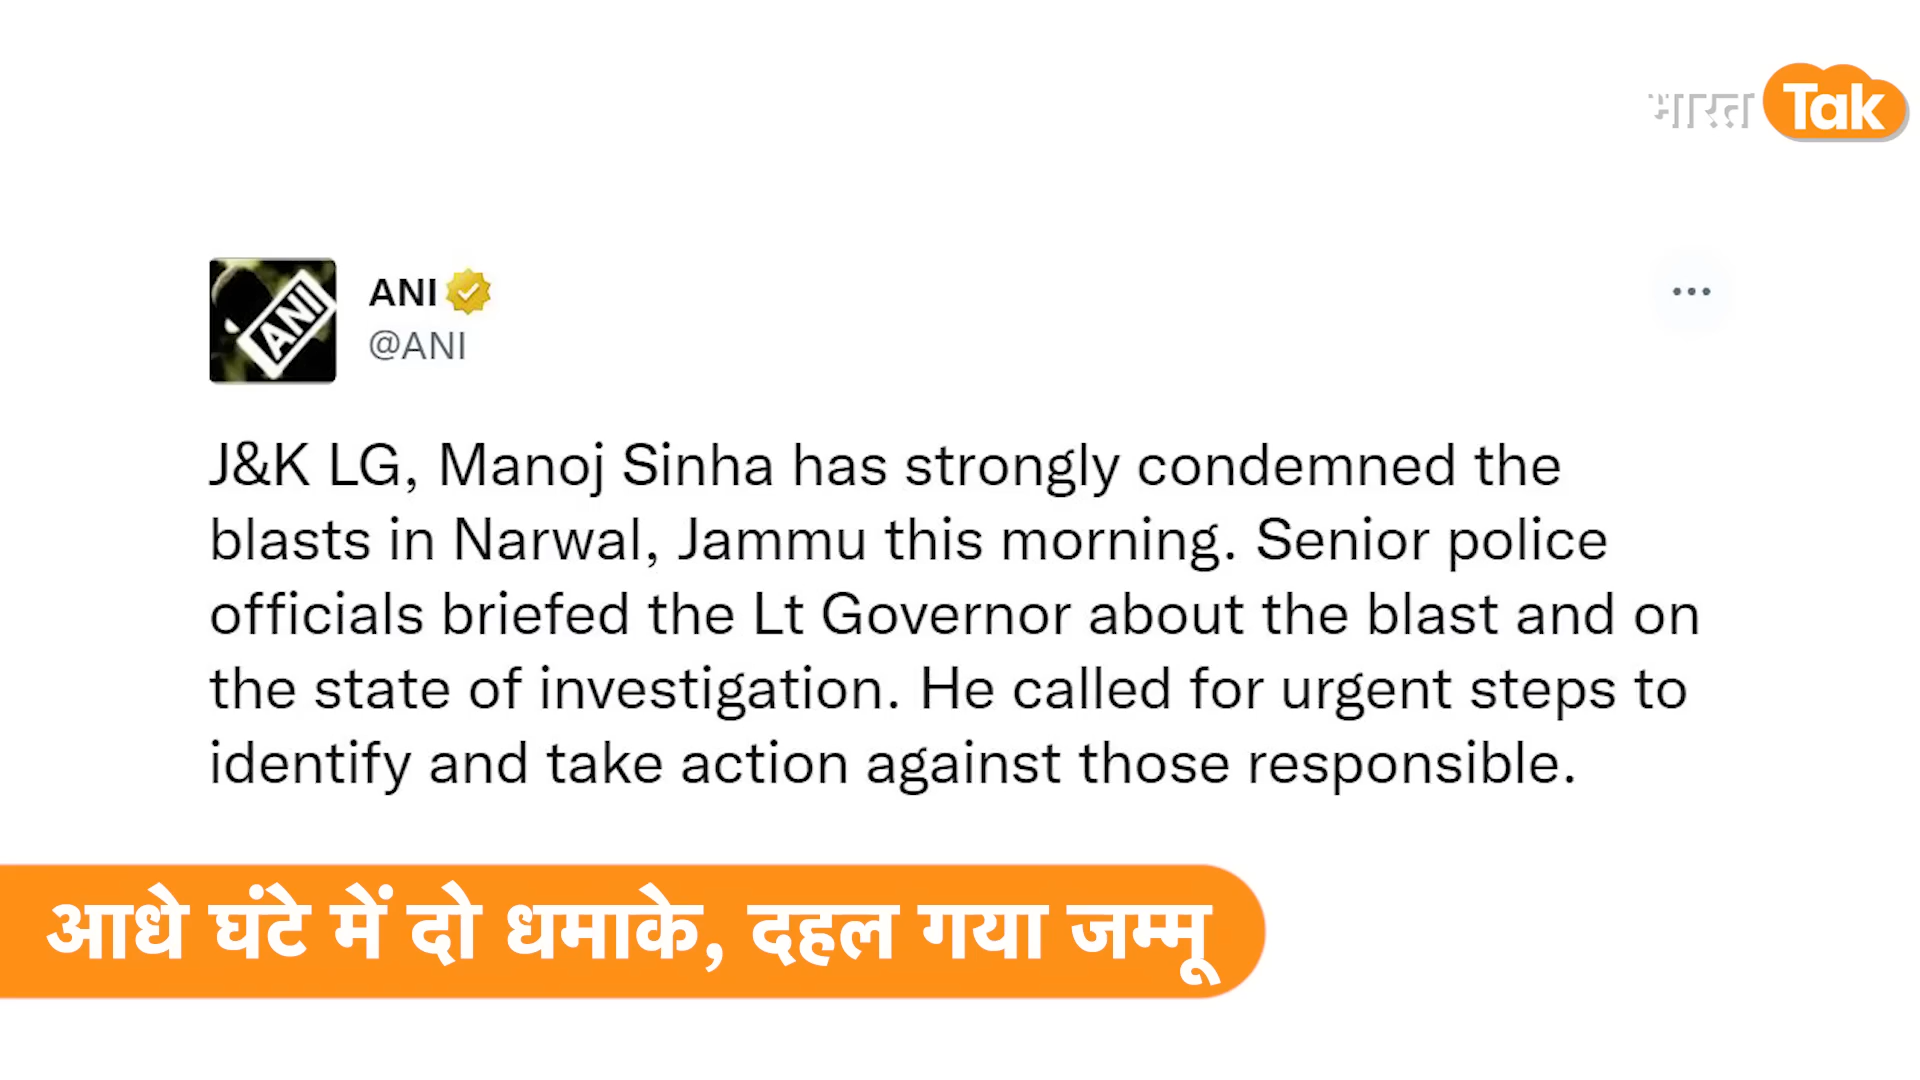 भारत Tak
ANI
ANI
@ANI
J&K LG, Manoj Sinha has strongly condemned the
blasts in Narwal, Jammu this morning. Senior police
officials briefed the Lt Governor about the blast and on
the state of investigation. He called for urgent steps to
identify and take action against those responsible.
आधे घंटे में दो धमाके, दहल गया जम्मू